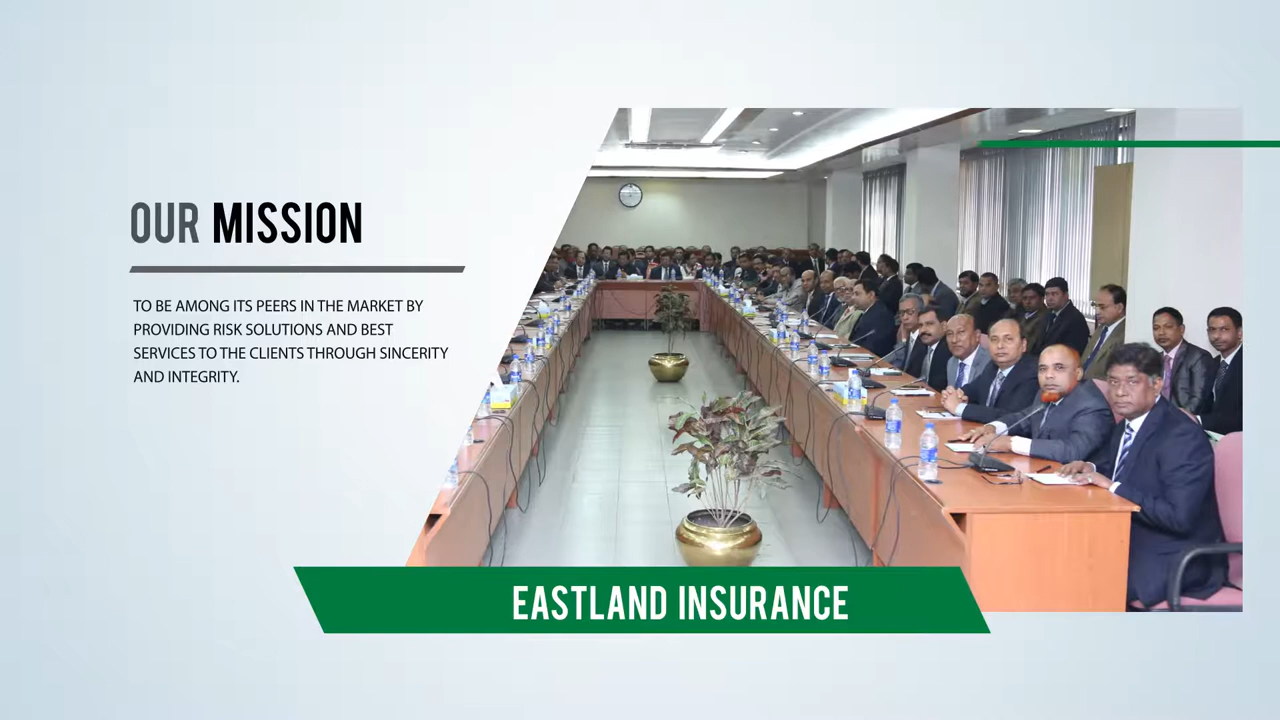 OUR MISSION
TO BE AMONG ITS PEERS IN THE MARKET BY
PROVIDING RISK SOLUTIONS AND BEST
SERVICES TO THE CLIENTS THROUGH SINCERITY
AND INTEGRITY.
EASTLAND INSURANCE